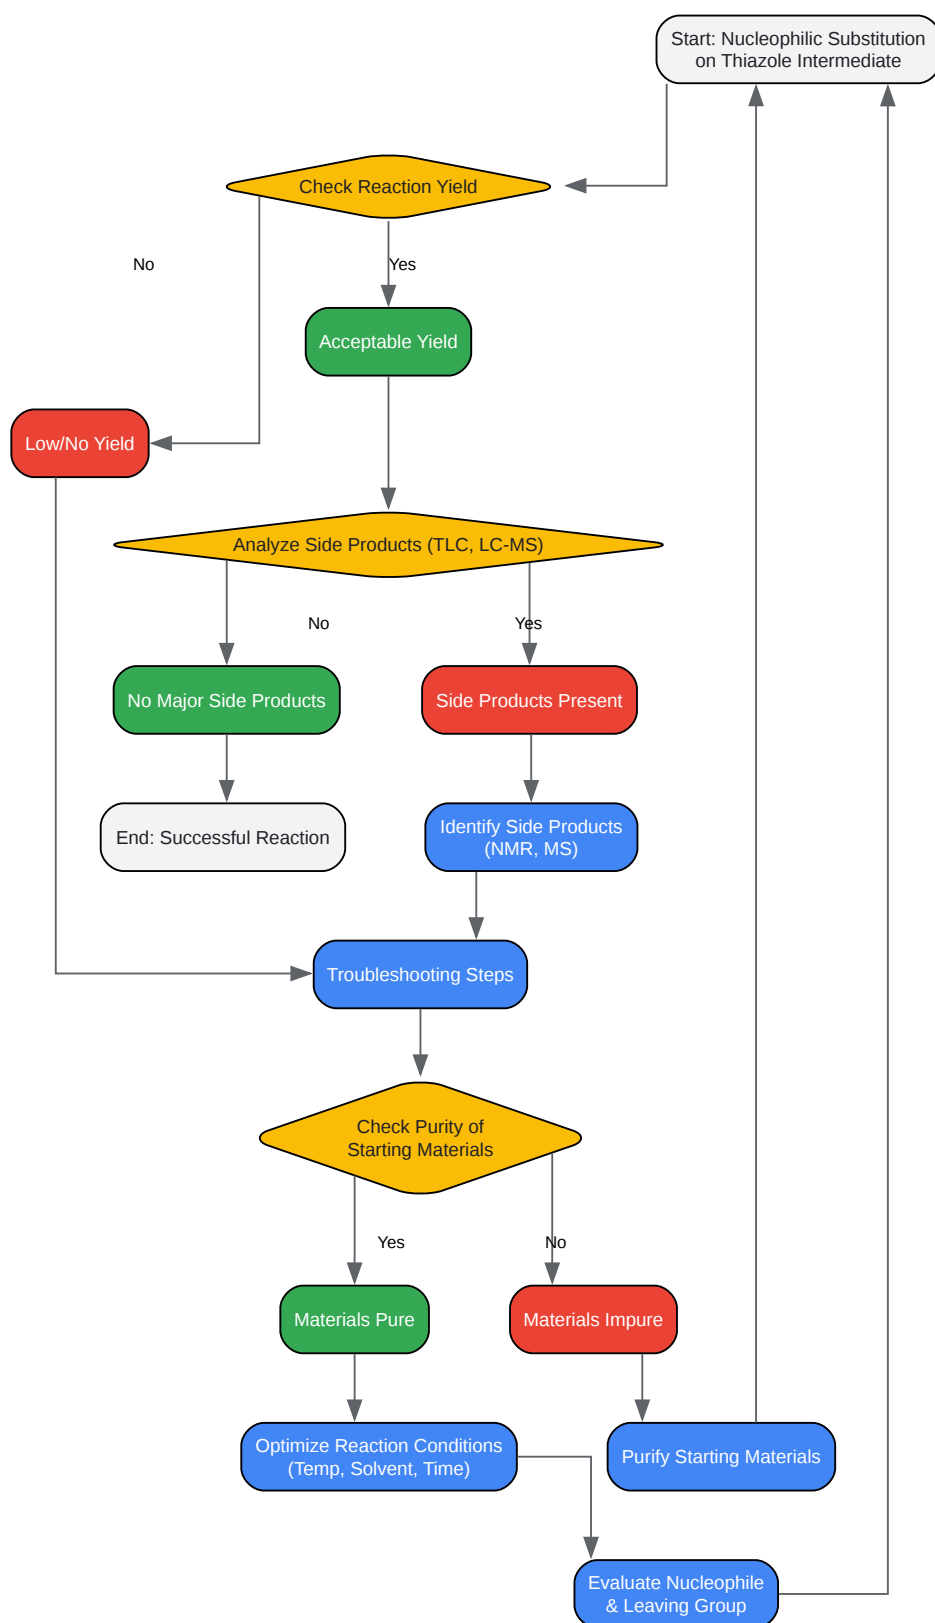 Start: Nucleophilic Substitution
on Thiazole Intermediate
Check Reaction Yield
No
Yes
Acceptable Yield
Low/No Yield
Analyze Side Products (TLC, LC-MS)
No
Yes
No Major Side Products
Side Products Present
End: Successful Reaction
Identify Side Products
(NMR, MS)
Troubleshooting Steps
Check Purity of
Starting Materials
Yes
No
Materials Pure
Materials Impure
Optimize Reaction Conditions
(Temp, Solvent, Time)
Purify Starting Materials
Evaluate Nucleophile
& Leaving Group